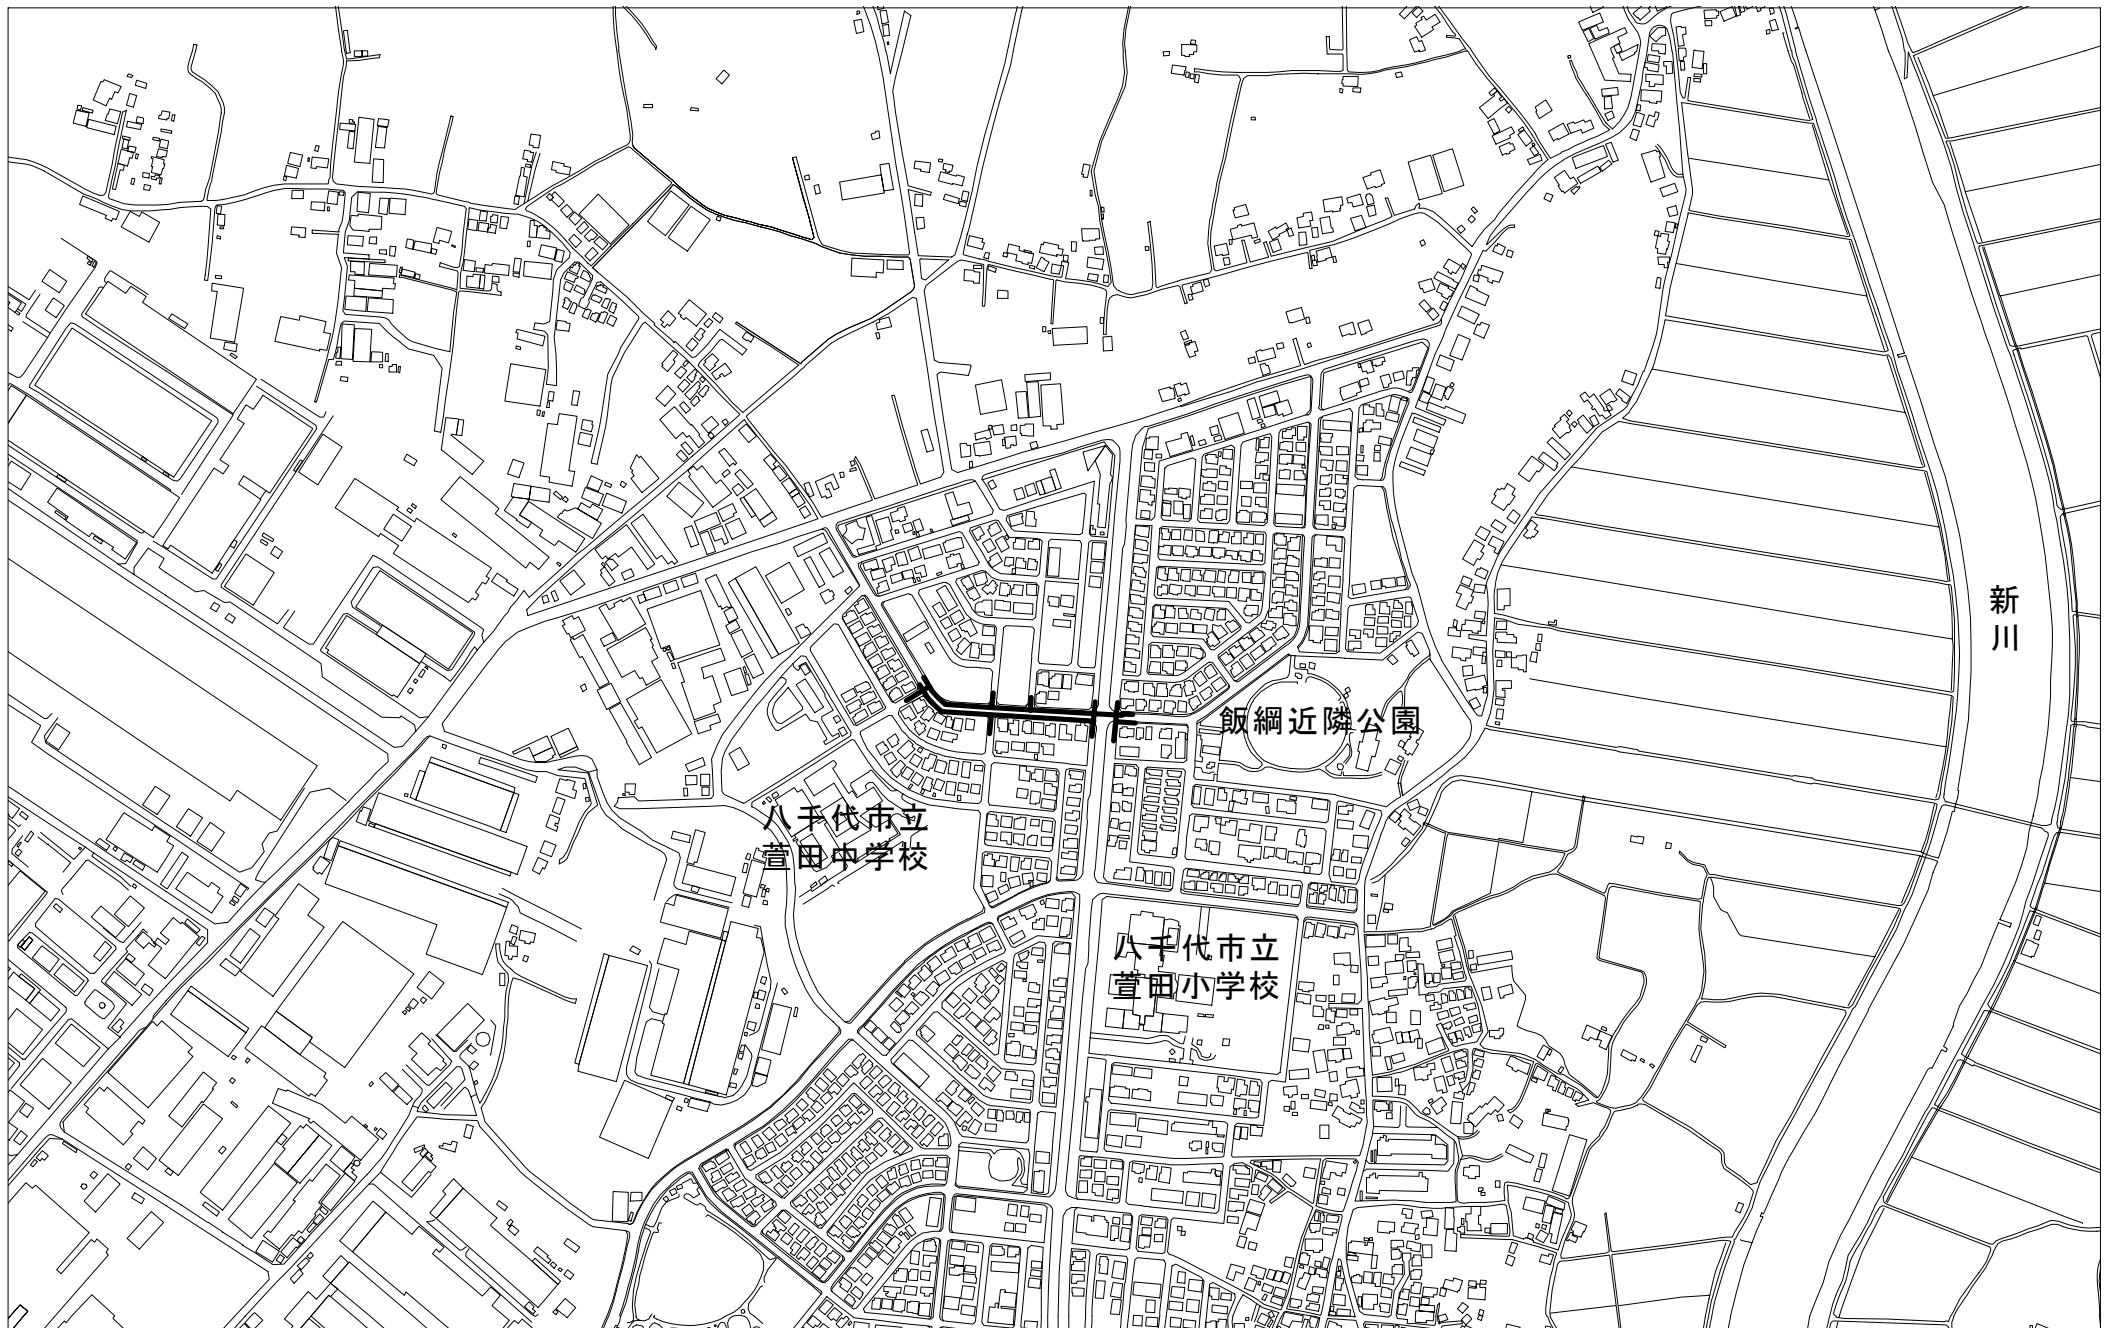 新
川
飯綱近隣公園
八千代市立
萱田中学校
八千代市立
萱田小学校